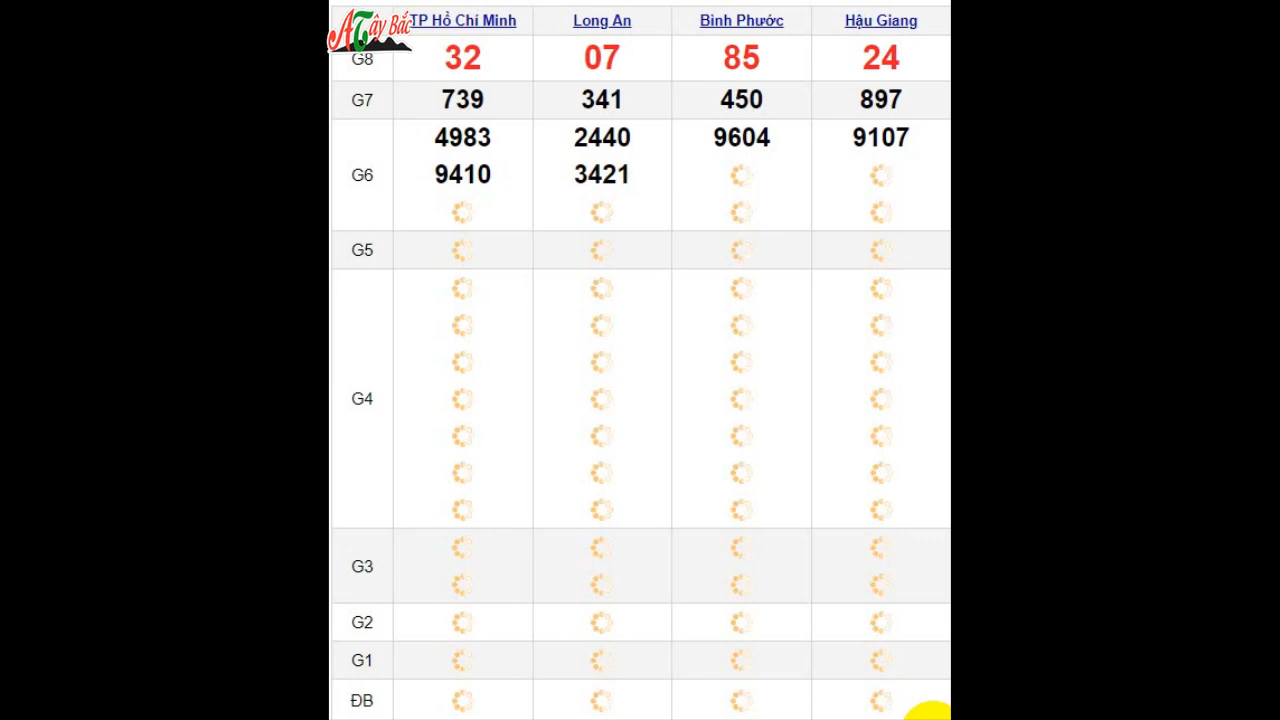 ATây Bắc
TP Hồ Chí Minh Long An Bình Phước Hậu Giang
G8 32 07 85 24
G7 739 341 450 897
4983 2440 9604 9107
G6 9410 3421
G5
G4
G3
G2
G1
ĐB